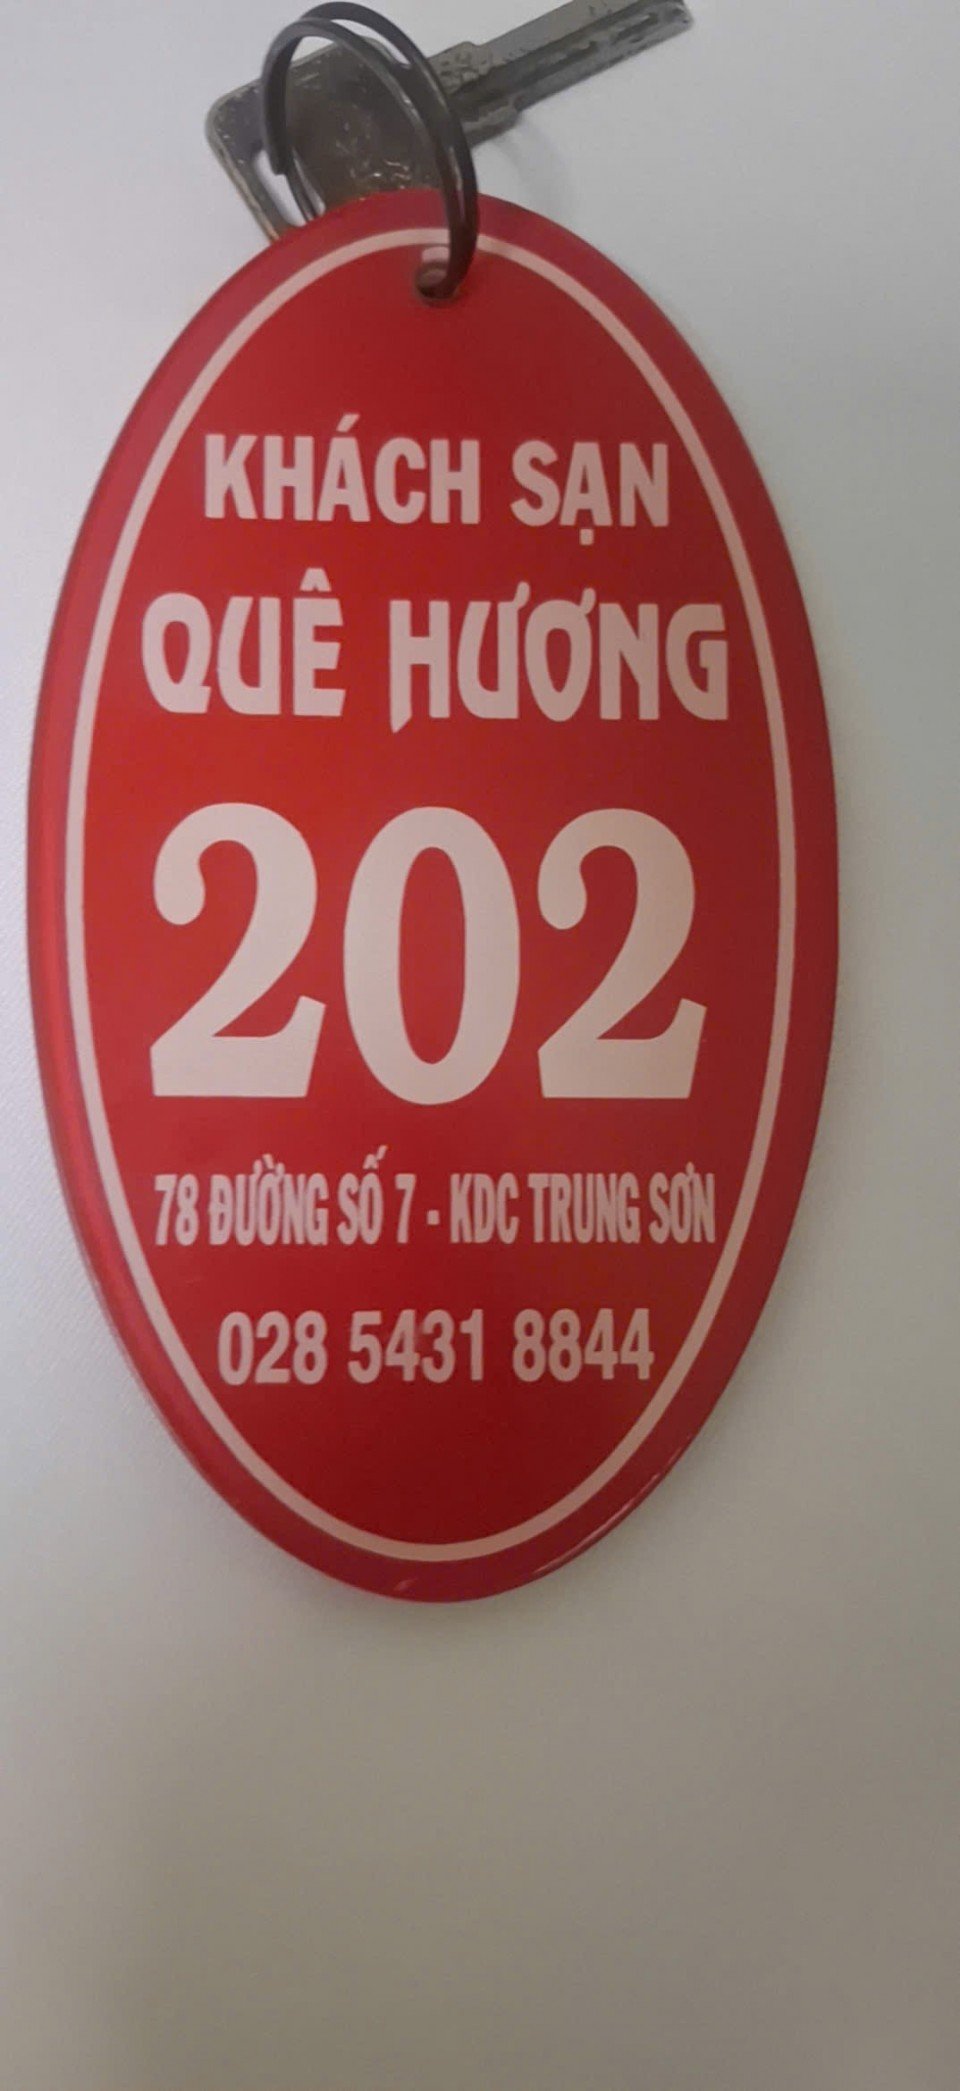 KHÁCH SẠN
QUÊ HƯƠNG
202
78 ĐƯỜNG SỐ 7 - KDC TRUNG SƠN
028 5431 8844